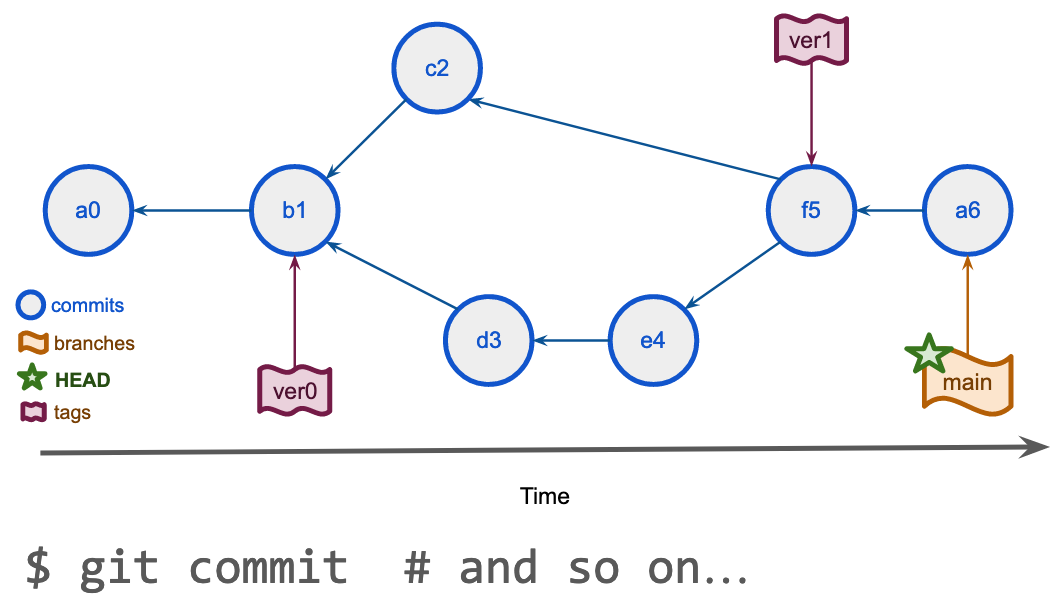 c2
ver1
a0
b1
f5
a6
commits
branches
HEAD
tags
d3
e4
ver0
main
Time
$ git commit  # and so on...